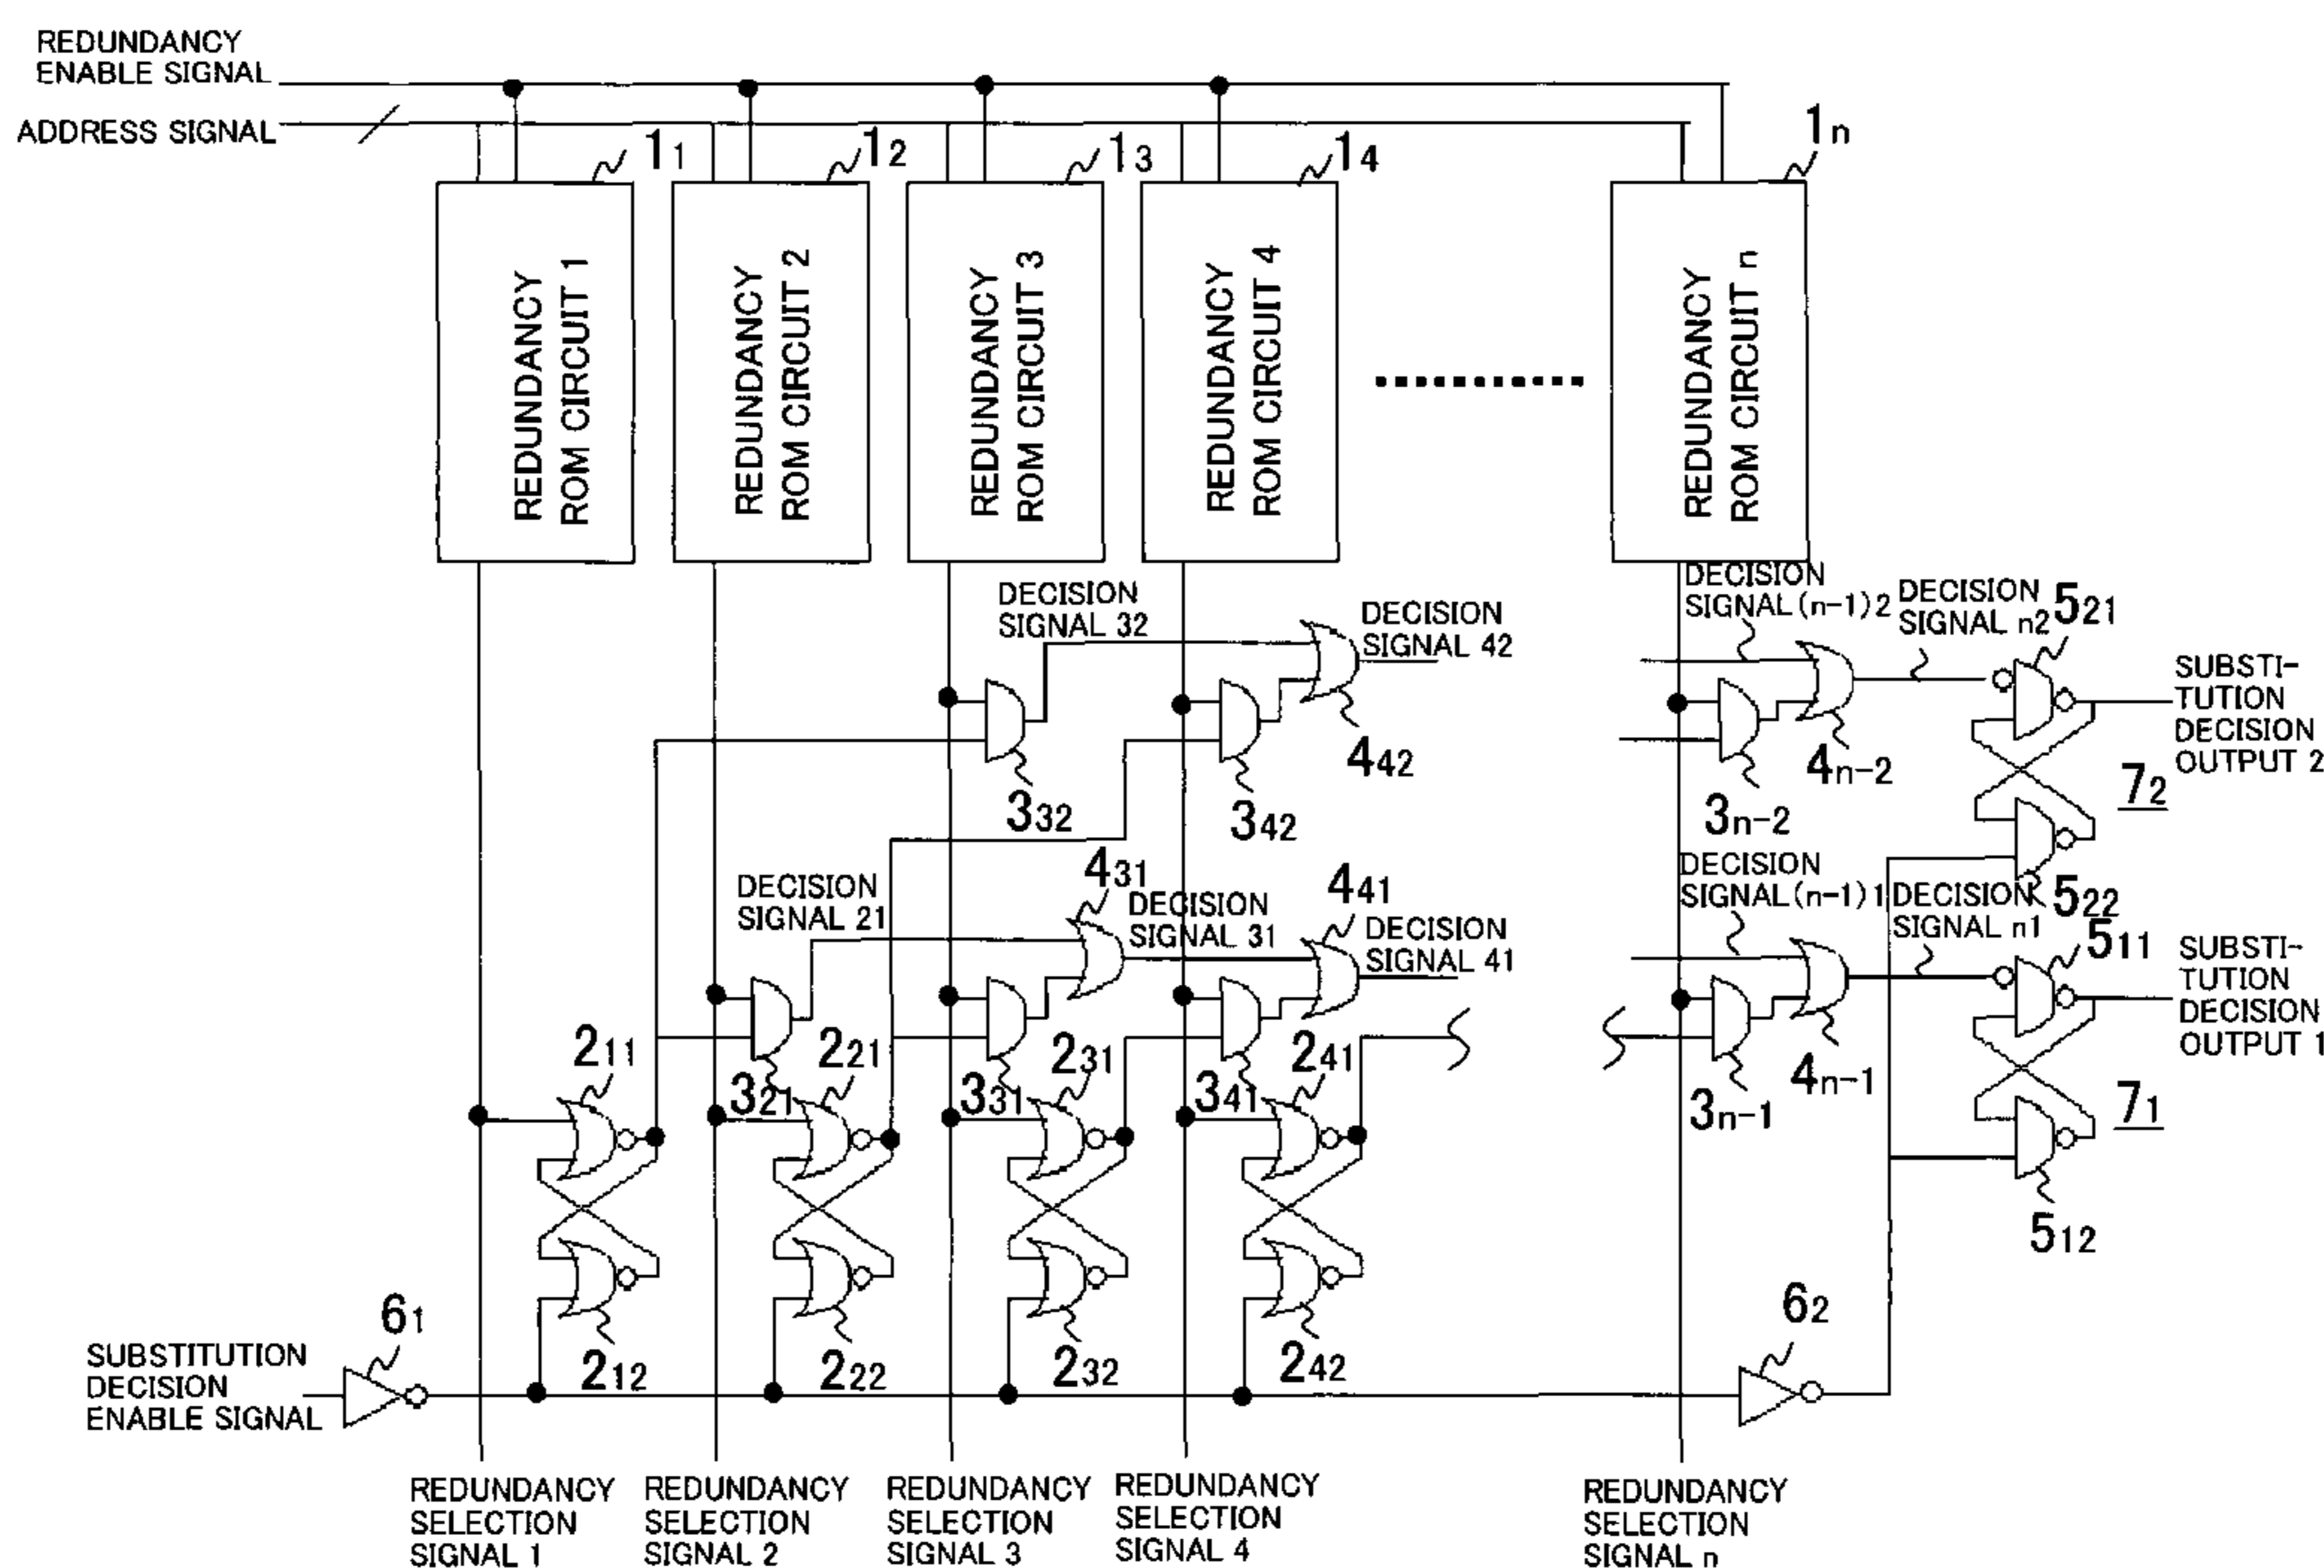 REDUNDANCY
ENABLE SIGNAL
ADDRESS SIGNAL
11
12
13
14
1n
REDUNDANCY
ROM CIRCUIT 1
REDUNDANCY
ROM CIRCUIT 2
REDUNDANCY
ROM CIRCUIT 3
REDUNDANCY
ROM CIRCUIT 4
REDUNDANCY
ROM CIRCUIT n
DECISION
SIGNAL 32
DECISION
SIGNAL 42
DECISION
SIGNAL(n-1)2
DECISION
SIGNAL n2
521
SUBSTI-
TUTION
DECISION
OUTPUT 2
332
342
442
3n-2
4n-2
72
DECISION
SIGNAL 21
431
DECISION
SIGNAL 31
441
DECISION
SIGNAL 41
DECISION
SIGNAL(n-1)1
DECISION
SIGNAL n1
522
511
SUBSTI-
TUTION
DECISION
OUTPUT 1
211
321
221
331
231
341
241
3n-1
4n-1
71
512
61
212
222
232
242
62
SUBSTITUTION
DECISION
ENABLE SIGNAL
REDUNDANCY
SELECTION
SIGNAL 1
REDUNDANCY
SELECTION
SIGNAL 2
REDUNDANCY
SELECTION
SIGNAL 3
REDUNDANCY
SELECTION
SIGNAL 4
REDUNDANCY
SELECTION
SIGNAL n